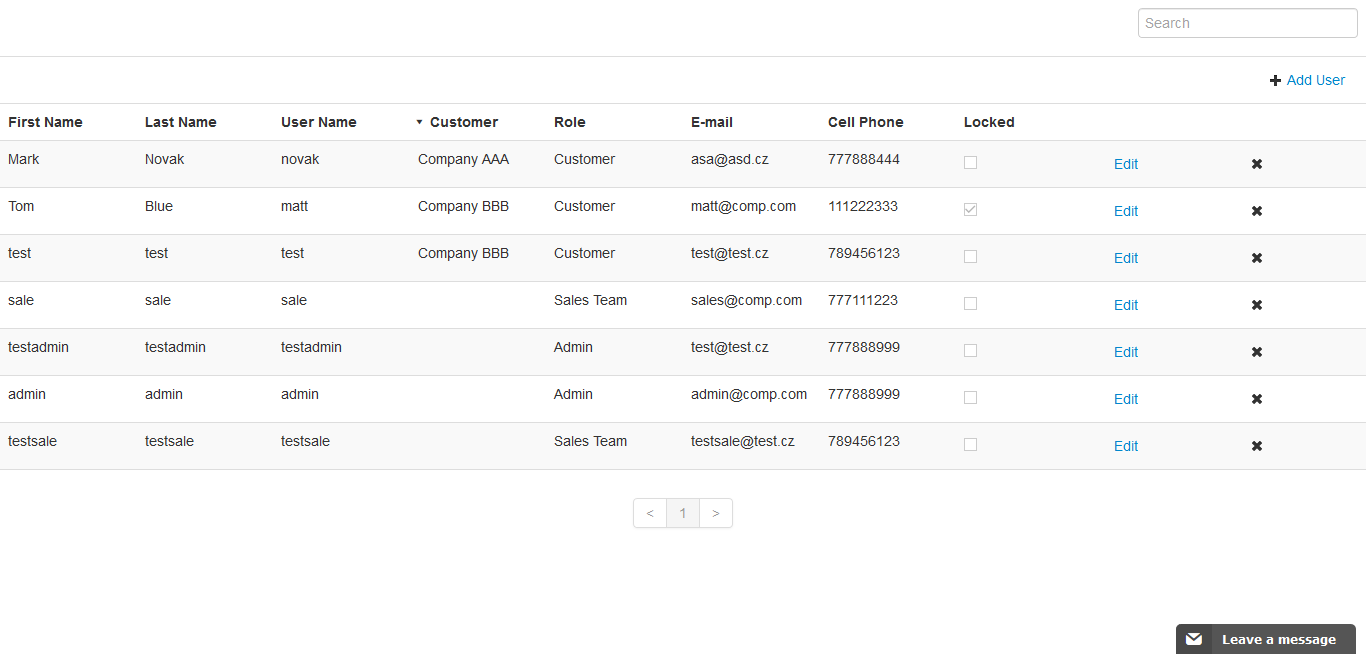 Search
Add User
First Name Last Name User Name Customer Role E-mail Cell Phone Locked
Mark Novak novak Company AAA Customer asa@asd.cz 777888444 Edit
Tom Blue matt Company BBB Customer matt@comp.com 111222333 Edit
test test test Company BBB Customer test@test.cz 789456123 Edit
sale sale sale Sales Team sales@comp.com 777111223 Edit
testadmin testadmin testadmin Admin test@test.cz 777888999 Edit
admin admin admin Admin admin@comp.com 777888999 Edit
testsale testsale testsale Sales Team testsale@test.cz 789456123 Edit
< 1 >
Leave a message